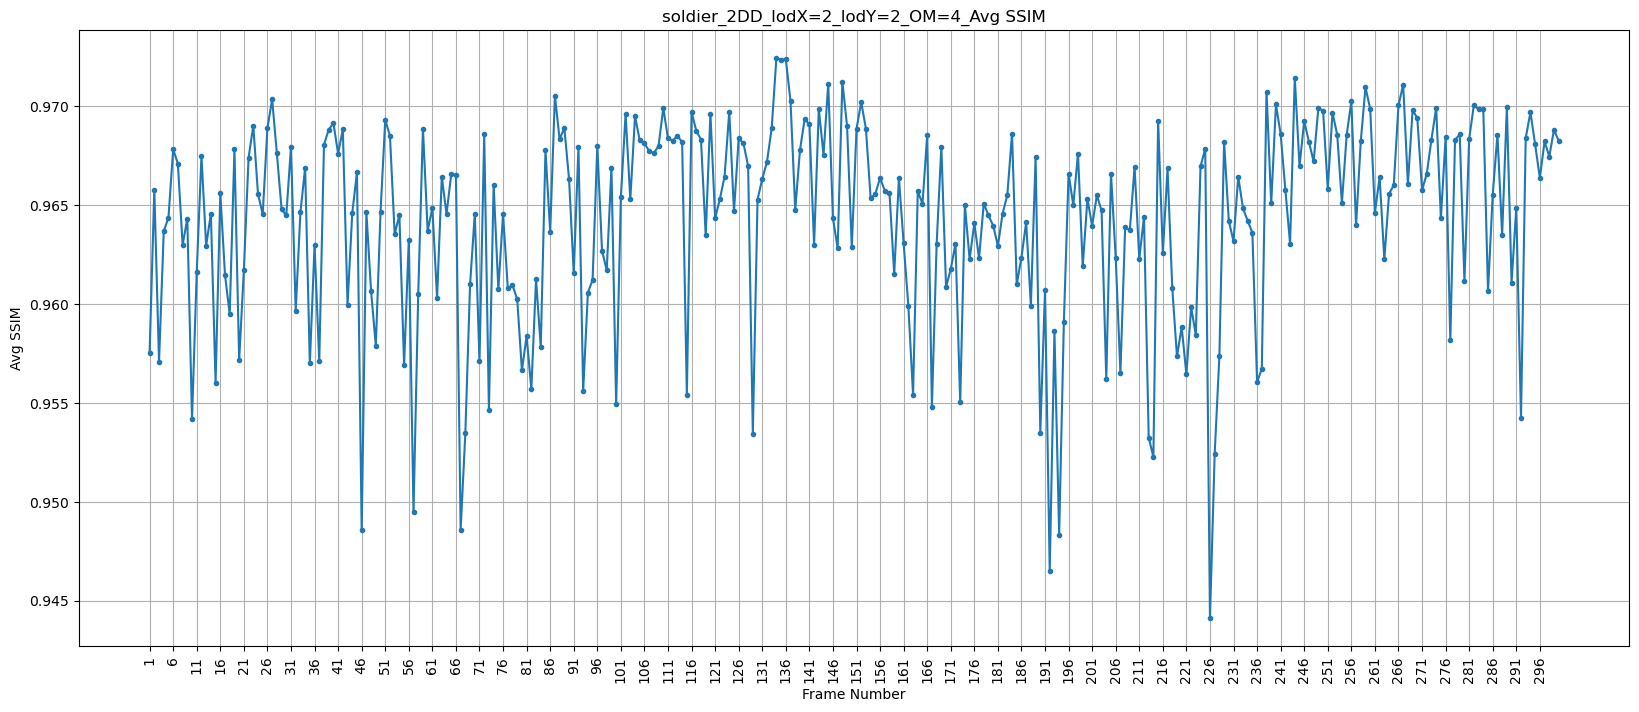 soldier_2DD_lodX=2_lodY=2_OM=4_Avg SSIM
Avg SSIM
0.970
0.965
0.960
0.955
0.950
0.945
1 6 11 16 21 26 31 36 41 46 51 56 61 66 71 76 81 86 91 96 101 106 111 116 121 126 131 136 141 146 151 156 161 166 171 176 181 186 191 196 201 206 211 216 221 226 231 236 241 246 251 256 261 266 271 276 281 286 291 296
Frame Number